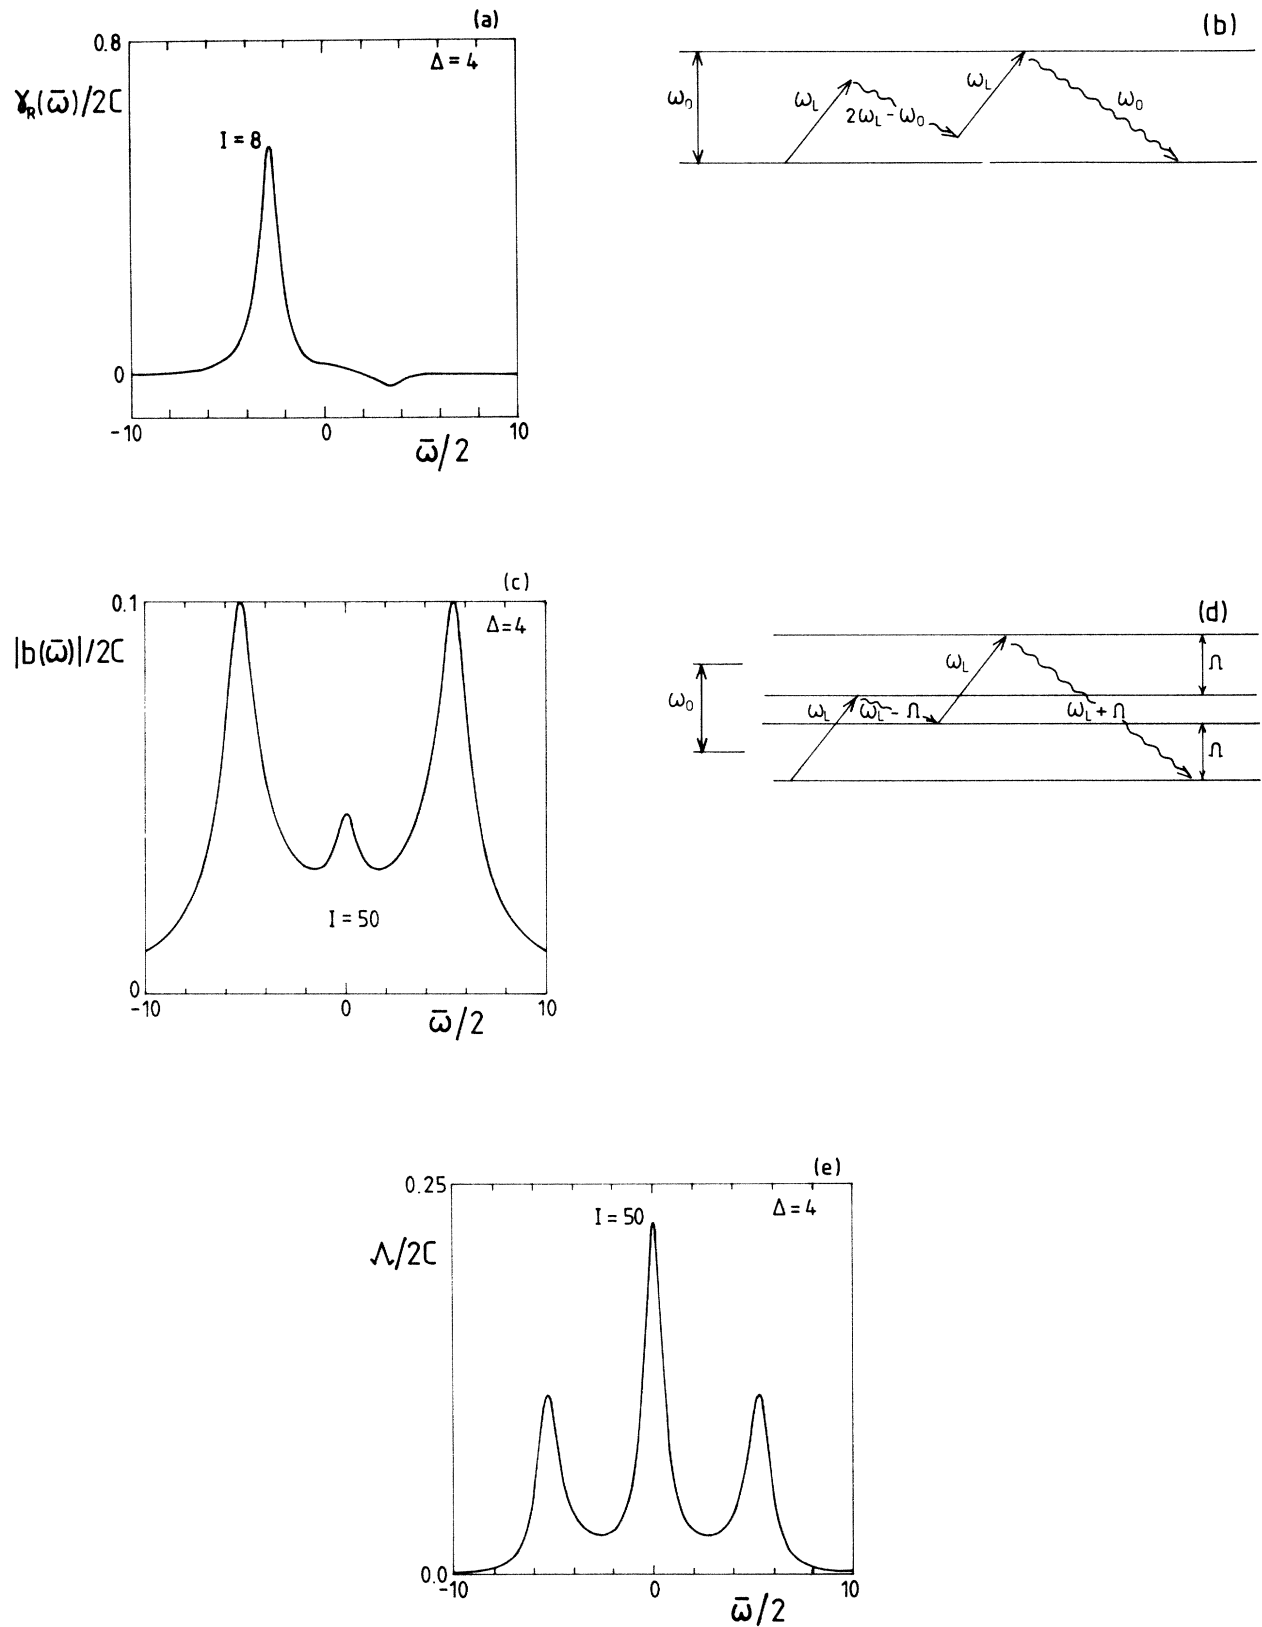 (a)
0.8
Δ = 4
γR(ω̄)/2C
I = 8
0
-10 0 10
ω̄/2
(b)
ω0
ωL
2ωL - ω0
ωL
ω0
(c)
0.1
Δ=4
|b(ω̄)|/2C
I = 50
0
-10 0 10
ω̄/2
(d)
ω0
ωL
ωL - Ω
ωL
ωL + Ω
Ω
Ω
(e)
0.25
I = 50
Δ = 4
Λ/2C
0.0
-10 0 10
ω̄/2